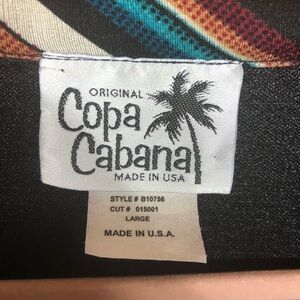 ORIGINAL
Copa
Cabana
MADE IN USA
STYLE # B10756
CUT # 015001
LARGE
MADE IN U.S.A.